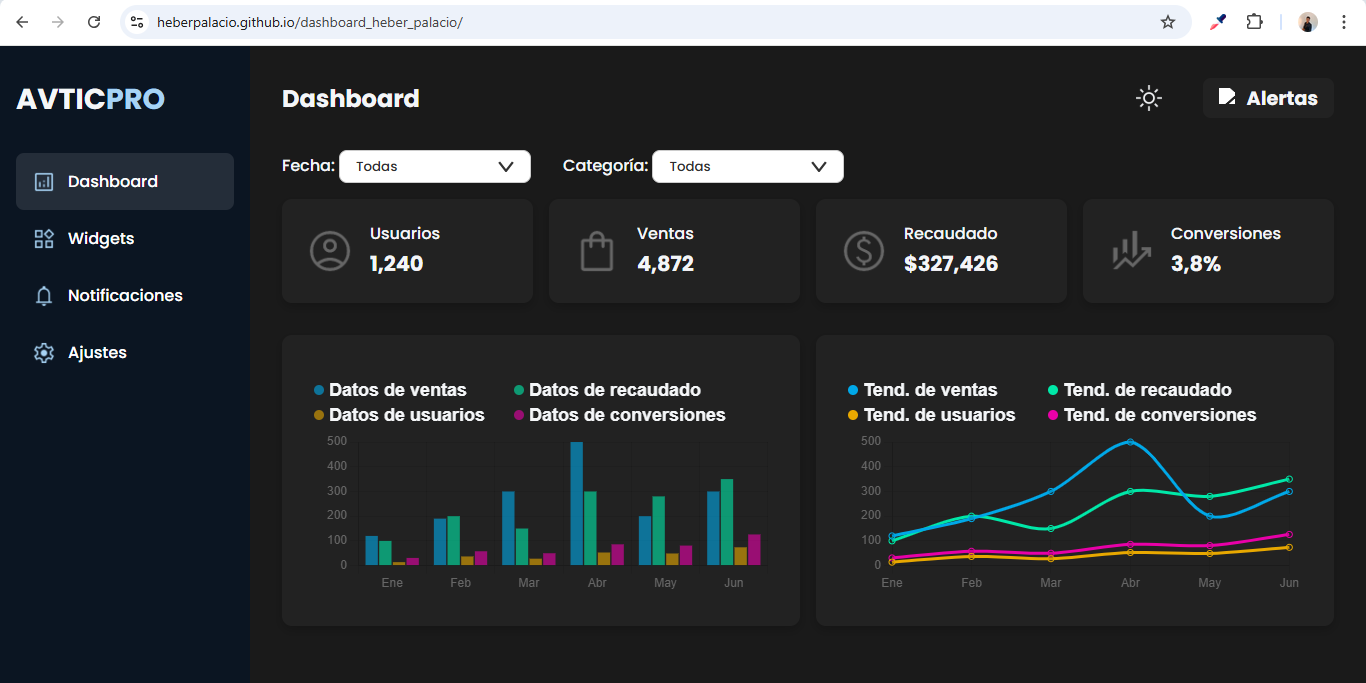 heberpalacio.github.io/dashboard_heber_palacio/
AVTICPRO
Dashboard
Widgets
Notificaciones
Ajustes
Dashboard
Alertas
Fecha: Todas
Categoría: Todas
Usuarios
1,240
Ventas
4,872
Recaudado
$327,426
Conversiones
3,8%
Datos de ventas Datos de recaudado
Datos de usuarios Datos de conversiones
500
400
300
200
100
0
Ene Feb Mar Abr May Jun
Tend. de ventas Tend. de recaudado
Tend. de usuarios Tend. de conversiones
500
400
300
200
100
0
Ene Feb Mar Abr May Jun